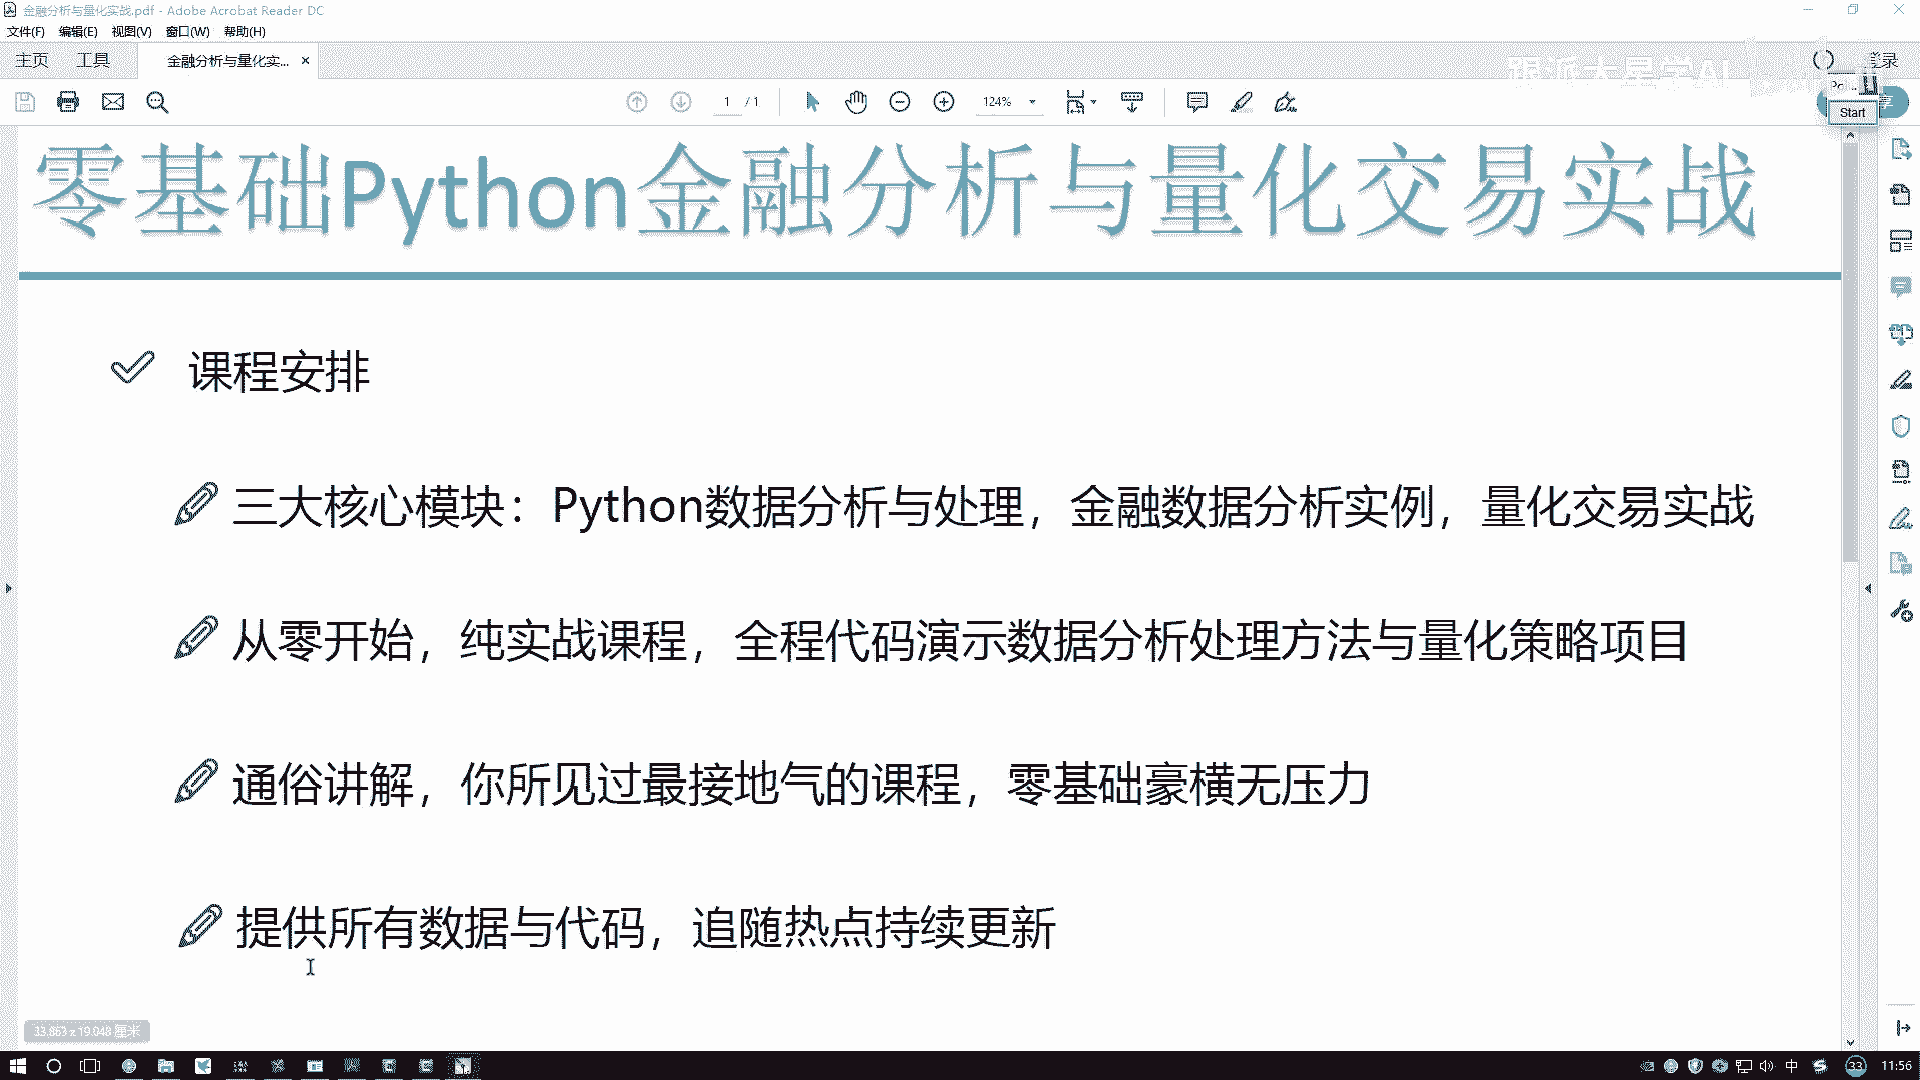 金融分析与量化实战.pdf - Adobe Acrobat Reader DC
文件(F) 编辑(E) 视图(V) 窗口(W) 帮助(H)
主页 工具 金融分析与量化实... × 登录
跟派大星学AI
1 / 1 124%
Start
零基础Python金融分析与量化交易实战
课程安排
三大核心模块：Python数据分析与处理，金融数据分析实例，量化交易实战
从零开始，纯实战课程，全程代码演示数据分析处理方法与量化策略项目
通俗讲解，你所见过最接地气的课程，零基础豪横无压力
提供所有数据与代码，追随热点持续更新
33.863 x 19.048 厘米
中 33 11:56